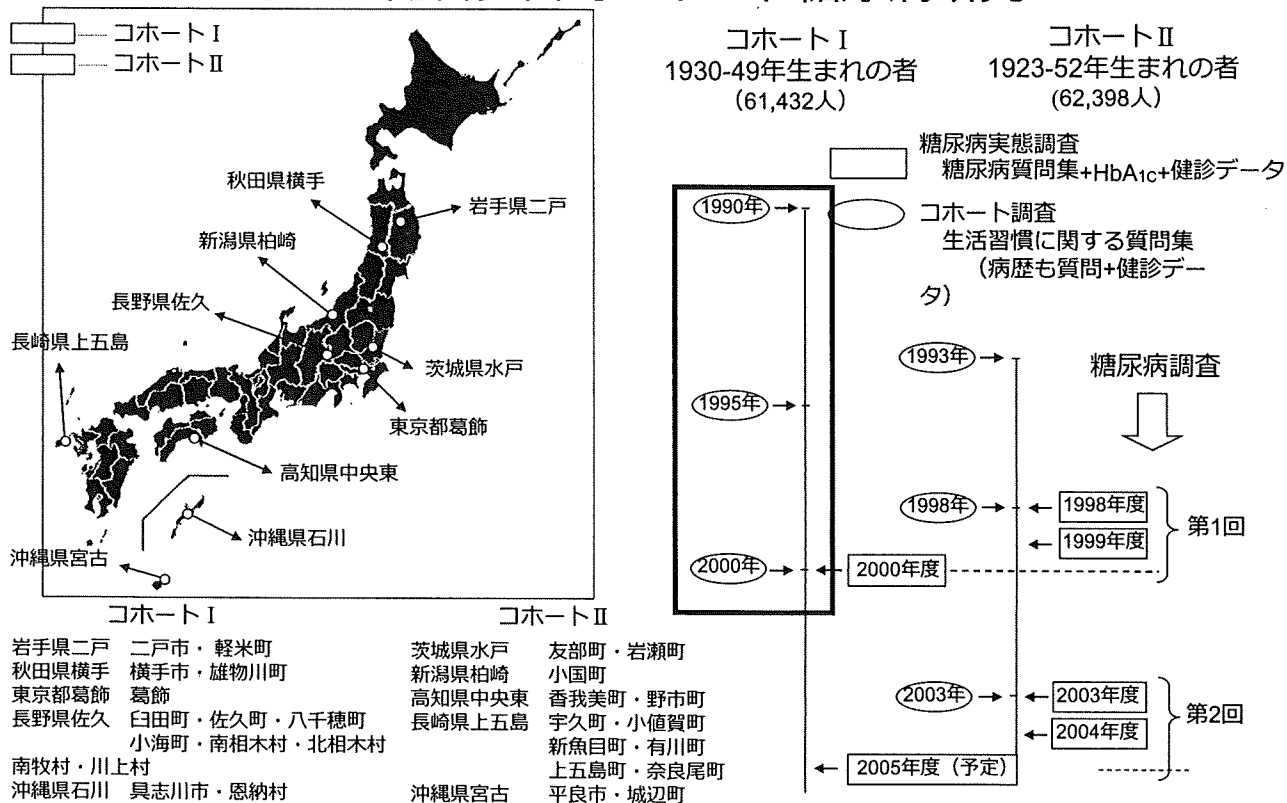 コホートⅠ
コホートⅡ
秋田県横手
岩手県二戸
新潟県柏崎
長野県佐久
長崎県上五島
茨城県水戸
東京都葛飾
高知県中央東
沖縄県石川
沖縄県宮古
コホートⅠ
1930-49年生まれの者
(61,432人)
コホートⅡ
1923-52年生まれの者
(62,398人)
糖尿病実態調査
糖尿病質問集+HbA1c+健診データ
コホート調査
生活習慣に関する質問集
(病歴も質問+健診デー
タ)
1990年
1993年
糖尿病調査
1995年
1998年
1998年度
1999年度
第1回
2000年
2000年度
2003年
2003年度
2004年度
第2回
2005年度(予定)
コホートⅠ
岩手県二戸 二戸市・軽米町
秋田県横手 横手市・雄物川町
東京都葛飾 葛飾
長野県佐久 臼田町・佐久町・八千穂町
小海町・南相木村・北相木村
南牧村・川上村
沖縄県石川 具志川市・恩納村
コホートⅡ
茨城県水戸 友部町・岩瀬町
新潟県柏崎 小国町
高知県中央東 香我美町・野市町
長崎県上五島 宇久町・小値賀町
新魚目町・有川町
上五島町・奈良尾町
沖縄県宮古 平良市・城辺町